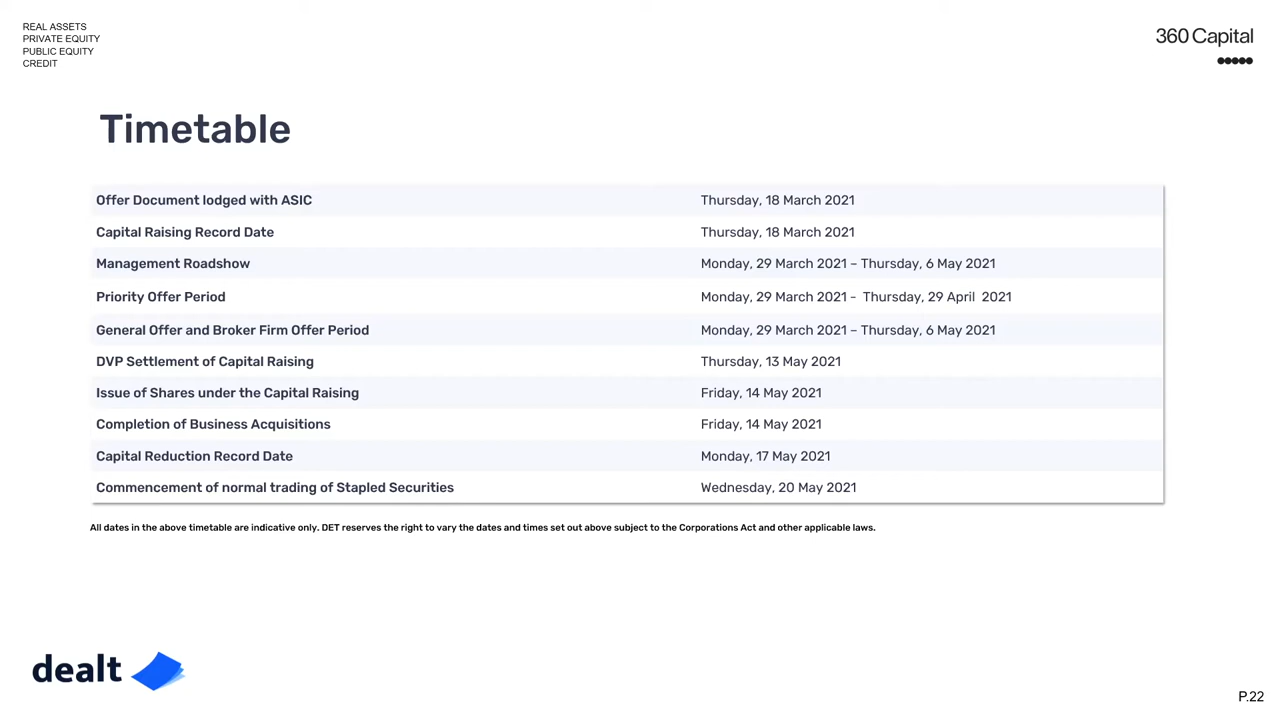 REAL ASSETS
PRIVATE EQUITY
PUBLIC EQUITY
CREDIT
360 Capital
Timetable
Offer Document lodged with ASIC Thursday, 18 March 2021
Capital Raising Record Date Thursday, 18 March 2021
Management Roadshow Monday, 29 March 2021 – Thursday, 6 May 2021
Priority Offer Period Monday, 29 March 2021 - Thursday, 29 April 2021
General Offer and Broker Firm Offer Period Monday, 29 March 2021 – Thursday, 6 May 2021
DVP Settlement of Capital Raising Thursday, 13 May 2021
Issue of Shares under the Capital Raising Friday, 14 May 2021
Completion of Business Acquisitions Friday, 14 May 2021
Capital Reduction Record Date Monday, 17 May 2021
Commencement of normal trading of Stapled Securities Wednesday, 20 May 2021
All dates in the above timetable are indicative only. DET reserves the right to vary the dates and times set out above subject to the Corporations Act and other applicable laws.
dealt
P.22